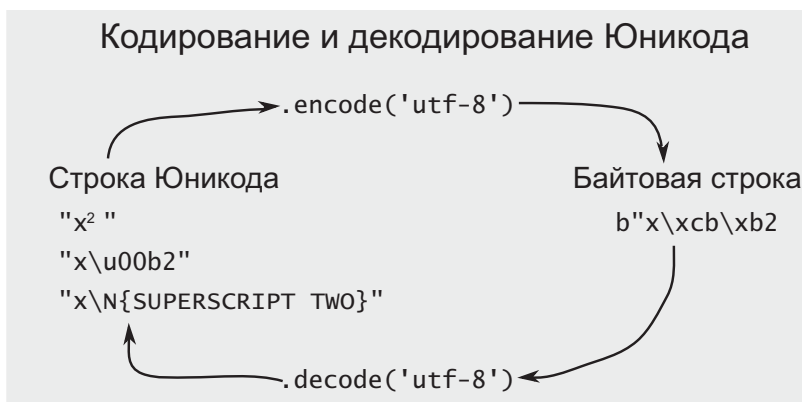 Кодирование и декодирование Юникода
.encode('utf-8')
Строка Юникода
Байтовая строка
"x² "
b"x\xcb\xb2
"x\u00b2"
"x\N{SUPERSCRIPT TWO}"
.decode('utf-8')